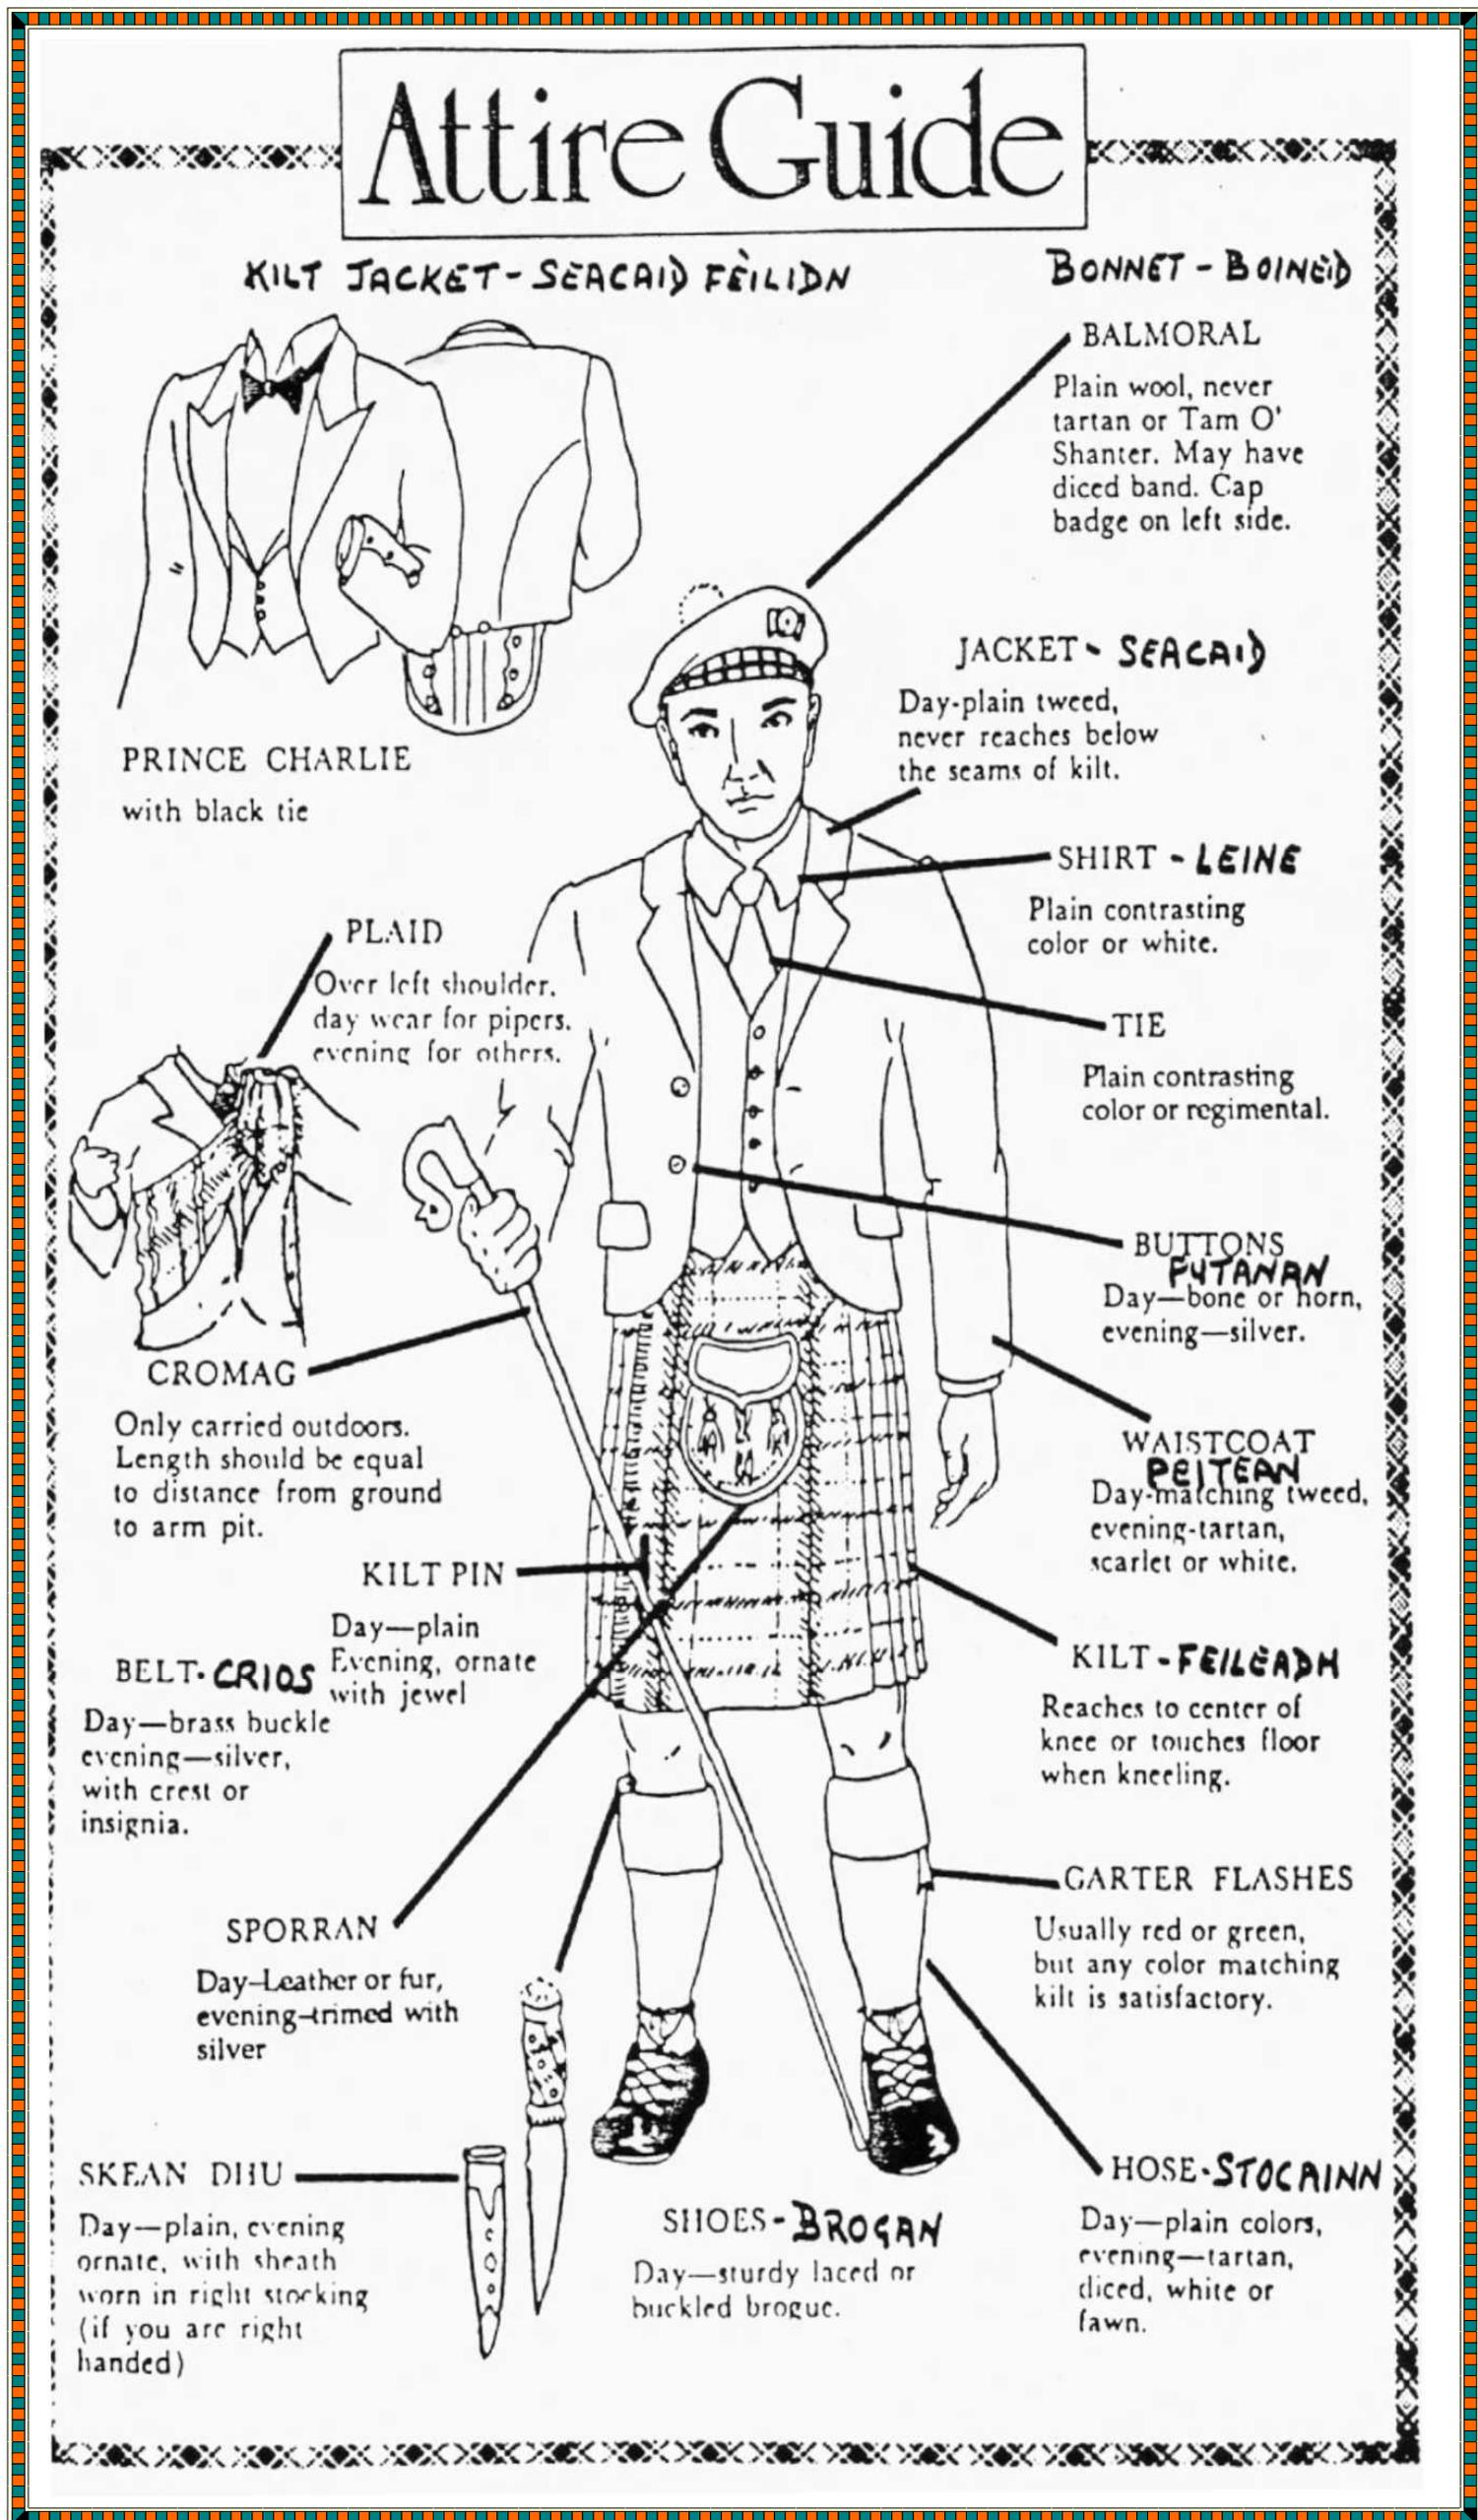 Attire Guide
KILT JACKET - SEACAID FÈILIDN
PRINCE CHARLIE
with black tie
BONNET - BOINEID
BALMORAL
Plain wool, never
tartan or Tam O'
Shanter. May have
diced band. Cap
badge on left side.
JACKET - SEACAID
Day-plain tweed,
never reaches below
the seams of kilt.
SHIRT - LEINE
Plain contrasting
color or white.
TIE
Plain contrasting
color or regimental.
PLAID
Over left shoulder,
day wear for pipers,
evening for others.
BUTTONS
PUTANAN
Day—bone or horn,
evening—silver.
CROMAG
Only carried outdoors.
Length should be equal
to distance from ground
to arm pit.
WAISTCOAT
PEITEAN
Day-matching tweed,
evening-tartan,
scarlet or white.
KILT PIN
Day—plain
Evening, ornate
with jewel
BELT - CRIOS
Day—brass buckle
evening—silver,
with crest or
insignia.
KILT - FEILEADH
Reaches to center of
knee or touches floor
when kneeling.
SPORRAN
Day–Leather or fur,
evening–trimed with
silver
GARTER FLASHES
Usually red or green,
but any color matching
kilt is satisfactory.
SKEAN DHU
Day—plain, evening
ornate, with sheath
worn in right stocking
(if you are right
handed)
SHOES - BROGAN
Day—sturdy laced or
buckled brogue.
HOSE - STOCAINN
Day—plain colors,
evening—tartan,
diced, white or
fawn.